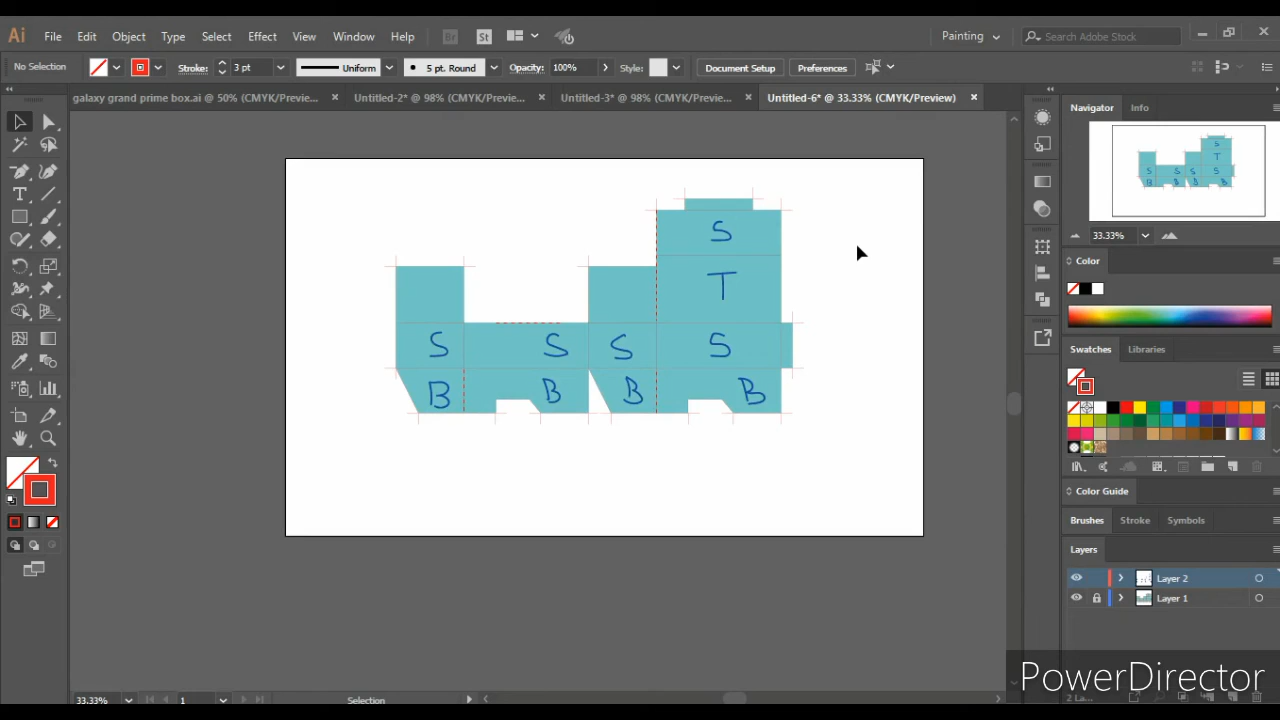 Ai File Edit Object Type Select Effect View Window Help Br St Painting Search Adobe Stock
No Selection Stroke: 3 pt Uniform 5 pt. Round Opacity: 100% Style: Document Setup Preferences
galaxy grand prime box.ai @ 50% (CMYK/Previe... × Untitled-2* @ 98% (CMYK/Previe... × Untitled-3* @ 98% (CMYK/Previe... × Untitled-6* @ 33.33% (CMYK/Preview) ×
Navigator Info
S
T
S S S S
B B B B
S
T
S S S S
B B B B
33.33%
Color
Swatches Libraries
Color Guide
Brushes Stroke Symbols
Layers
Layer 2
Layer 1
PowerDirector
33.33% 1 Selection